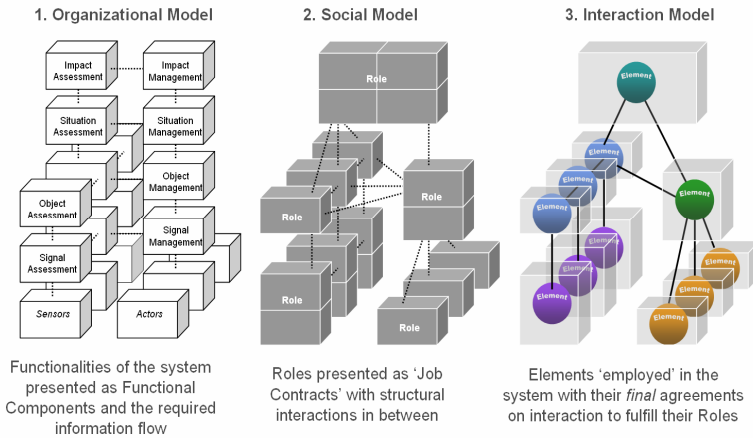 1. Organizational Model
Impact
Assessment
Impact
Management
Situation
Assessment
Situation
Management
Object
Management
Object
Assessment
Signal
Management
Signal
Assessment
Sensors
Actors
Functionalities of the system
presented as Functional
Components and the required
information flow
2. Social Model
Role
Role
Role
Role
Role
Roles presented as ‘Job
Contracts’ with structural
interactions in between
3. Interaction Model
Element
Element
Element
Element
Element
Element
Element
Element
Element
Element
Element
Elements ‘employed’ in the
system with their final agreements
on interaction to fulfill their Roles